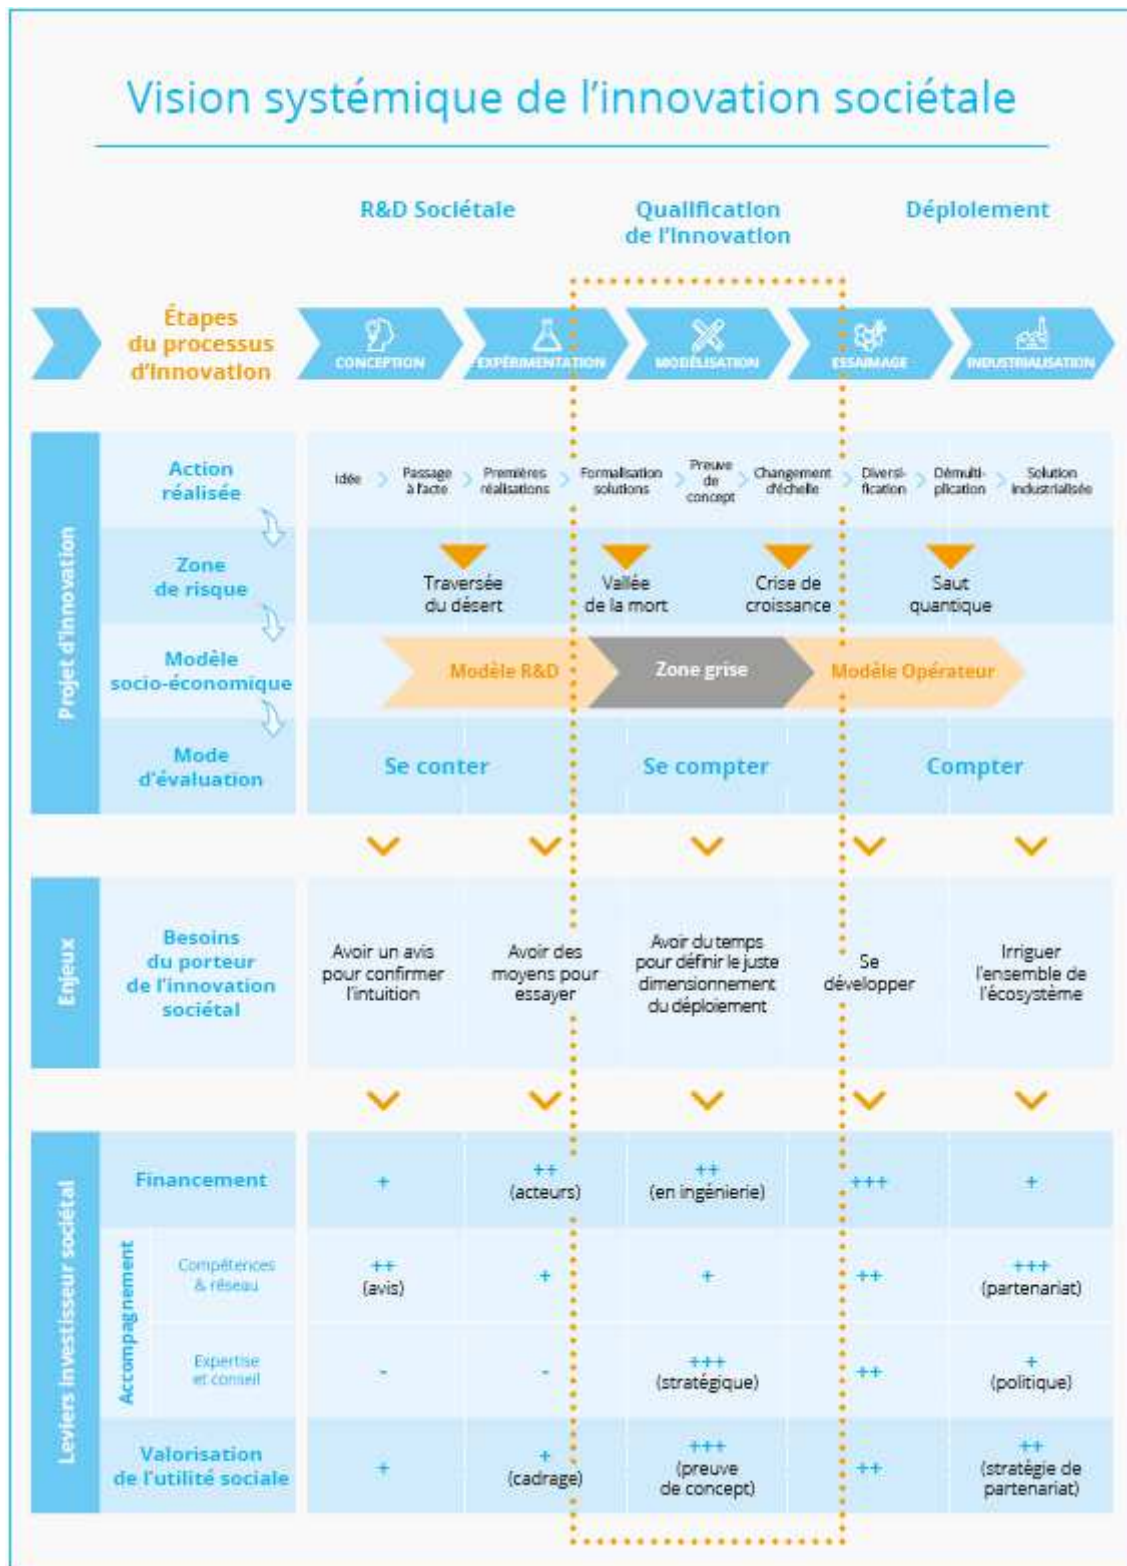 Vision systémique de l'innovation sociétale
R&D Sociétale
Qualification
de l'Innovation
Déploiement
Étapes
du processus
d'Innovation
CONCEPTION
EXPÉRIMENTATION
MODÉLISATION
ESSAIMAGE
INDUSTRIALISATION
Projet d'innovation
Action
réalisée
Idée
Passage
à l'acte
Premières
réalisations
Formalisation
solutions
Preuve
de
concept
Changement
d'échelle
Diversi-
fication
Démulti-
plication
Solution
industrialisée
Zone
de risque
Traversée
du désert
Vallée
de la mort
Crise de
croissance
Saut
quantique
Modèle
socio-économique
Modèle R&D
Zone grise
Modèle Opérateur
Mode
d'évaluation
Se conter
Se compter
Compter
Enjeux
Besoins
du porteur
de l'innovation
sociétal
Avoir un avis
pour confirmer
l'intuition
Avoir des
moyens pour
essayer
Avoir du temps
pour définir le juste
dimensionnement
du déploiement
Se
développer
Irriguer
l'ensemble de
l'écosystème
Leviers investisseur sociétal
Financement
+
++
(acteurs)
++
(en ingénierie)
+++
+
Accompagnement
Compétences
& réseau
++
(avis)
+
+
++
+++
(partenariat)
Expertise
et conseil
-
-
+++
(stratégique)
++
+
(politique)
Valorisation
de l'utilité sociale
+
+
(cadrage)
+++
(preuve
de concept)
++
++
(stratégie de
partenariat)